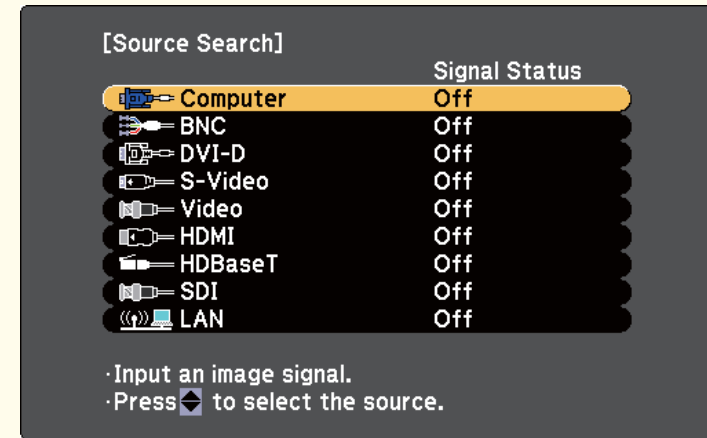 [Source Search]
Signal Status
Computer Off
BNC Off
DVI-D Off
S-Video Off
Video Off
HDMI Off
HDBaseT Off
SDI Off
LAN Off
·Input an image signal.
·Press to select the source.